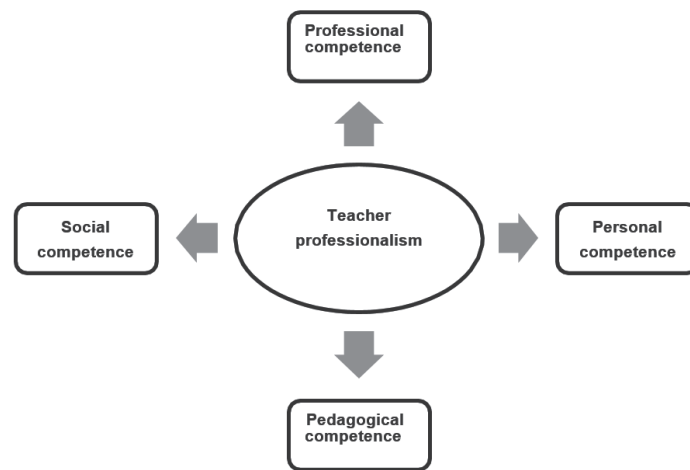 Professional
competence
Teacher
professionalism
Social
competence
Personal
competence
Pedagogical
competence